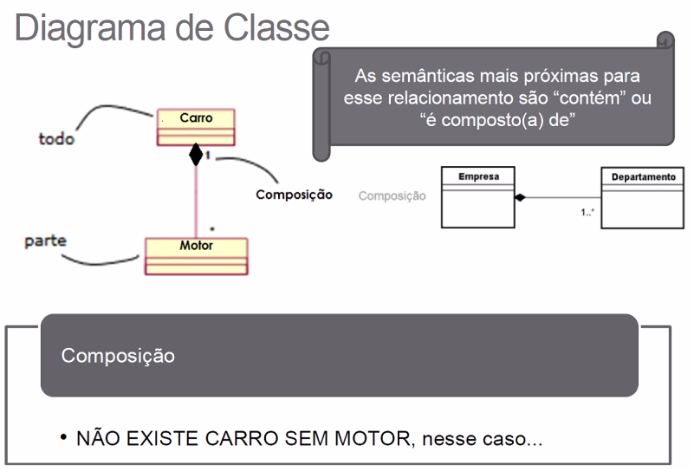 Diagrama de Classe
As semânticas mais próximas para
esse relacionamento são “contém” ou
“é composto(a) de”
Carro
todo
1
Composição
*
Motor
parte
Composição
Empresa
Departamento
1..*
Composição
• NÃO EXISTE CARRO SEM MOTOR, nesse caso...